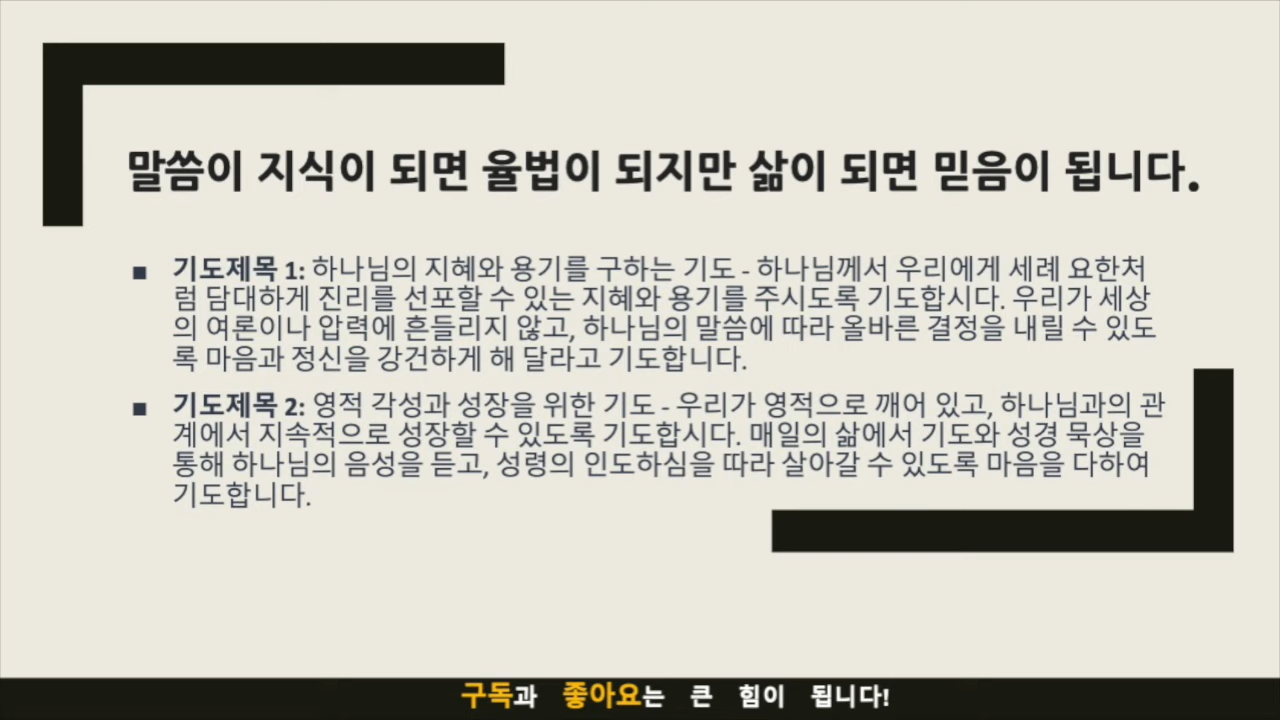 말씀이 지식이 되면 율법이 되지만 삶이 되면 믿음이 됩니다.
■ 기도제목 1: 하나님의 지혜와 용기를 구하는 기도 - 하나님께서 우리에게 세례 요한처
럼 담대하게 진리를 선포할 수 있는 지혜와 용기를 주시도록 기도합시다. 우리가 세상
의 여론이나 압력에 흔들리지 않고, 하나님의 말씀에 따라 올바른 결정을 내릴 수 있도
록 마음과 정신을 강건하게 해 달라고 기도합니다.
■ 기도제목 2: 영적 각성과 성장을 위한 기도 - 우리가 영적으로 깨어 있고, 하나님과의 관
계에서 지속적으로 성장할 수 있도록 기도합시다. 매일의 삶에서 기도와 성경 묵상을
통해 하나님의 음성을 듣고, 성령의 인도하심을 따라 살아갈 수 있도록 마음을 다하여
기도합니다.
구독과 좋아요는 큰 힘이 됩니다!